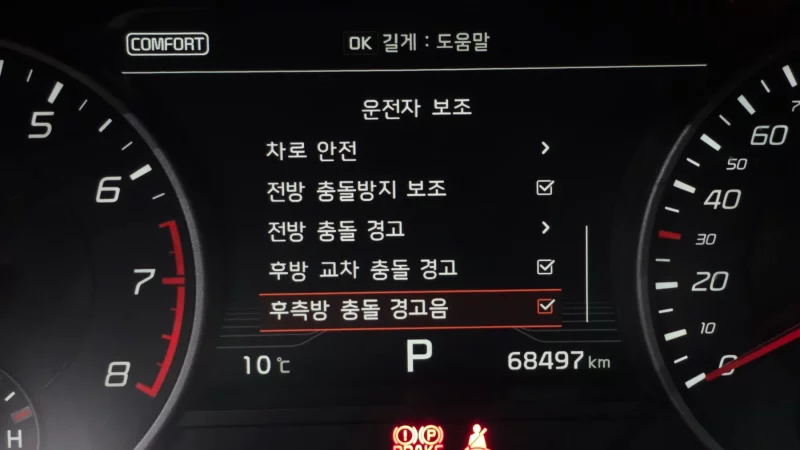 COMFORT
OK 길게 : 도움말
운전자 보조
차로 안전
전방 충돌방지 보조
전방 충돌 경고
후방 교차 충돌 경고
후측방 충돌 경고음
10℃ P 68497 km
5
6
7
8
H
60
50
40
30
20
10
0
P
BRAKE